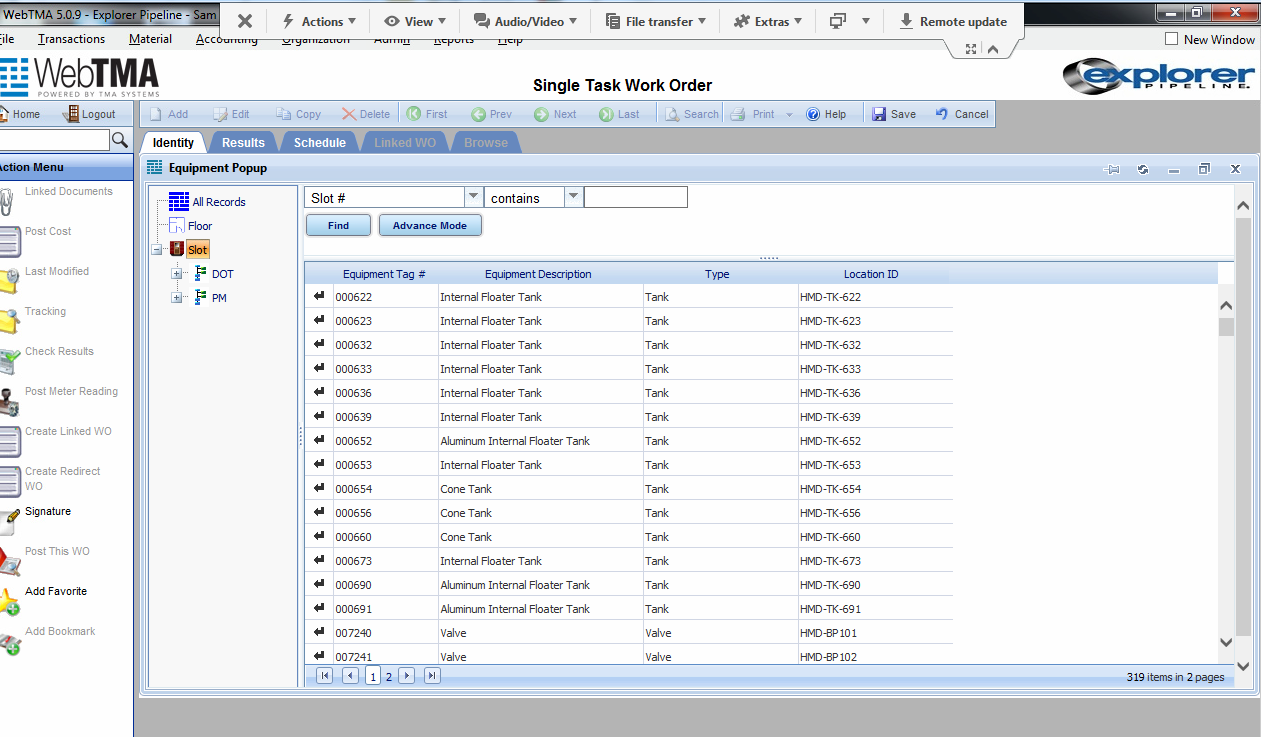 WebTMA 5.0.9 - Explorer Pipeline - Sam
Actions View Audio/Video File transfer Extras Remote update
ile Transactions Material Accounting Organization Admin Reports Help
New Window
WebTMA
POWERED BY TMA SYSTEMS
Single Task Work Order
explorer
PIPELINE
Home Logout
Add Edit Copy Delete First Prev Next Last Search Print Help Save Cancel
Identity Results Schedule Linked WO Browse
Action Menu
Linked Documents
Post Cost
Last Modified
Tracking
Check Results
Post Meter Reading
Create Linked WO
Create Redirect
WO
Signature
Post This WO
Add Favorite
Add Bookmark
Equipment Popup
All Records
Floor
Slot
DOT
PM
Slot # contains
Find Advance Mode
Equipment Tag # Equipment Description Type Location ID
000622 Internal Floater Tank Tank HMD-TK-622
000623 Internal Floater Tank Tank HMD-TK-623
000632 Internal Floater Tank Tank HMD-TK-632
000633 Internal Floater Tank Tank HMD-TK-633
000636 Internal Floater Tank Tank HMD-TK-636
000639 Internal Floater Tank Tank HMD-TK-639
000652 Aluminum Internal Floater Tank Tank HMD-TK-652
000653 Internal Floater Tank Tank HMD-TK-653
000654 Cone Tank Tank HMD-TK-654
000656 Cone Tank Tank HMD-TK-656
000660 Cone Tank Tank HMD-TK-660
000673 Internal Floater Tank Tank HMD-TK-673
000690 Aluminum Internal Floater Tank Tank HMD-TK-690
000691 Aluminum Internal Floater Tank Tank HMD-TK-691
007240 Valve Valve HMD-BP101
007241 Valve Valve HMD-BP102
1 2 319 items in 2 pages